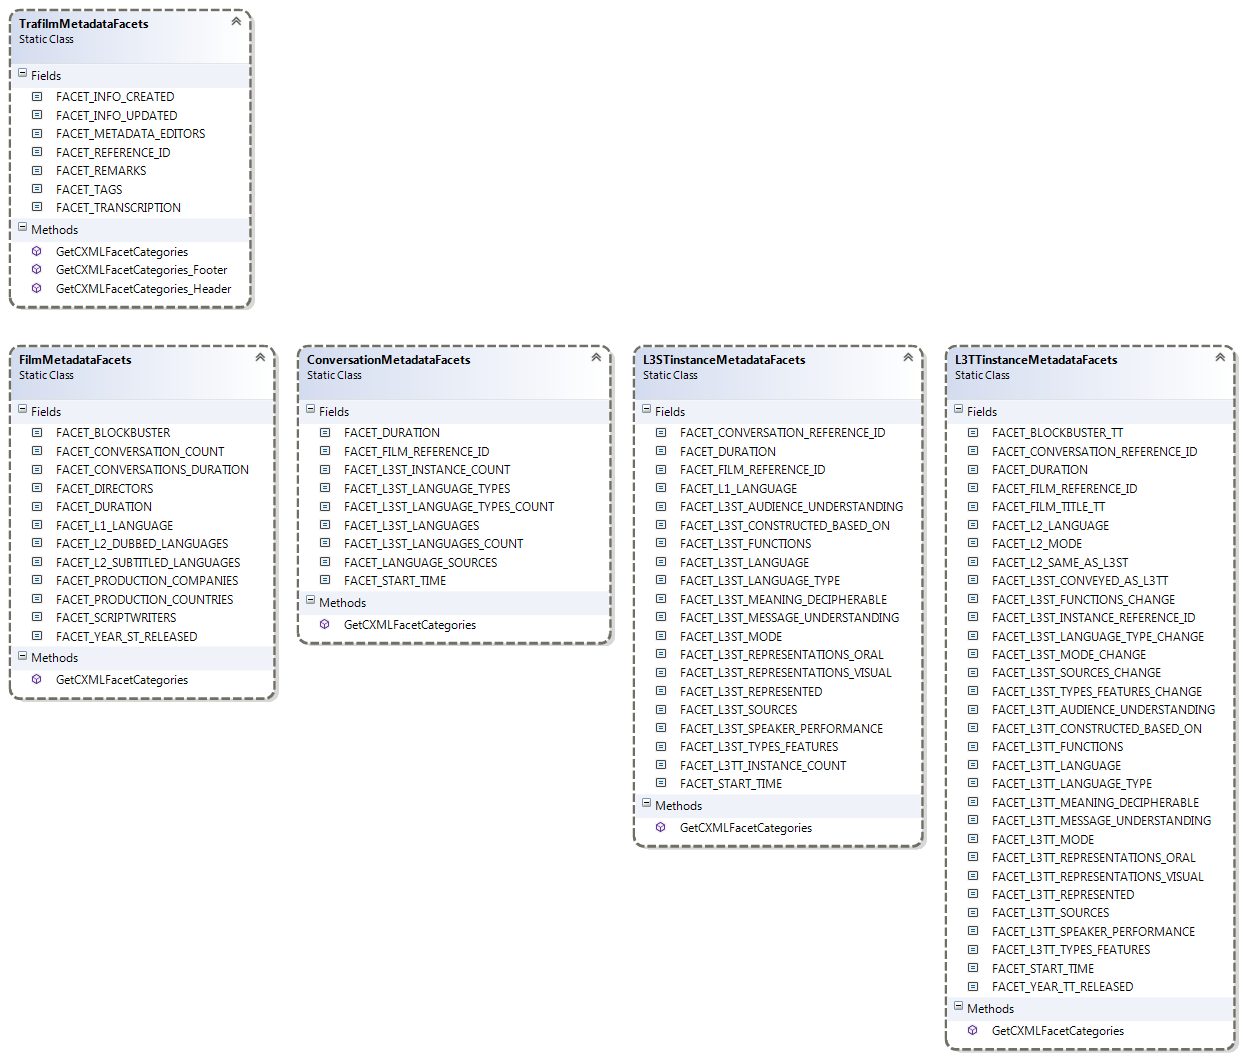 TrafilmMetadataFacets
Static Class
Fields
FACET_INFO_CREATED
FACET_INFO_UPDATED
FACET_METADATA_EDITORS
FACET_REFERENCE_ID
FACET_REMARKS
FACET_TAGS
FACET_TRANSCRIPTION
Methods
GetCXMLFacetCategories
GetCXMLFacetCategories_Footer
GetCXMLFacetCategories_Header
FilmMetadataFacets
Static Class
Fields
FACET_BLOCKBUSTER
FACET_CONVERSATION_COUNT
FACET_CONVERSATIONS_DURATION
FACET_DIRECTORS
FACET_DURATION
FACET_L1_LANGUAGE
FACET_L2_DUBBED_LANGUAGES
FACET_L2_SUBTITLED_LANGUAGES
FACET_PRODUCTION_COMPANIES
FACET_PRODUCTION_COUNTRIES
FACET_SCRIPTWRITERS
FACET_YEAR_ST_RELEASED
Methods
GetCXMLFacetCategories
ConversationMetadataFacets
Static Class
Fields
FACET_DURATION
FACET_FILM_REFERENCE_ID
FACET_L3ST_INSTANCE_COUNT
FACET_L3ST_LANGUAGE_TYPES
FACET_L3ST_LANGUAGE_TYPES_COUNT
FACET_L3ST_LANGUAGES
FACET_L3ST_LANGUAGES_COUNT
FACET_LANGUAGE_SOURCES
FACET_START_TIME
Methods
GetCXMLFacetCategories
L3STinstanceMetadataFacets
Static Class
Fields
FACET_CONVERSATION_REFERENCE_ID
FACET_DURATION
FACET_FILM_REFERENCE_ID
FACET_L1_LANGUAGE
FACET_L3ST_AUDIENCE_UNDERSTANDING
FACET_L3ST_CONSTRUCTED_BASED_ON
FACET_L3ST_FUNCTIONS
FACET_L3ST_LANGUAGE
FACET_L3ST_LANGUAGE_TYPE
FACET_L3ST_MEANING_DECIPHERABLE
FACET_L3ST_MESSAGE_UNDERSTANDING
FACET_L3ST_MODE
FACET_L3ST_REPRESENTATIONS_ORAL
FACET_L3ST_REPRESENTATIONS_VISUAL
FACET_L3ST_REPRESENTED
FACET_L3ST_SOURCES
FACET_L3ST_SPEAKER_PERFORMANCE
FACET_L3ST_TYPES_FEATURES
FACET_L3TT_INSTANCE_COUNT
FACET_START_TIME
Methods
GetCXMLFacetCategories
L3TTinstanceMetadataFacets
Static Class
Fields
FACET_BLOCKBUSTER_TT
FACET_CONVERSATION_REFERENCE_ID
FACET_DURATION
FACET_FILM_REFERENCE_ID
FACET_FILM_TITLE_TT
FACET_L2_LANGUAGE
FACET_L2_MODE
FACET_L2_SAME_AS_L3ST
FACET_L3ST_CONVEYED_AS_L3TT
FACET_L3ST_FUNCTIONS_CHANGE
FACET_L3ST_INSTANCE_REFERENCE_ID
FACET_L3ST_LANGUAGE_TYPE_CHANGE
FACET_L3ST_MODE_CHANGE
FACET_L3ST_SOURCES_CHANGE
FACET_L3ST_TYPES_FEATURES_CHANGE
FACET_L3TT_AUDIENCE_UNDERSTANDING
FACET_L3TT_CONSTRUCTED_BASED_ON
FACET_L3TT_FUNCTIONS
FACET_L3TT_LANGUAGE
FACET_L3TT_LANGUAGE_TYPE
FACET_L3TT_MEANING_DECIPHERABLE
FACET_L3TT_MESSAGE_UNDERSTANDING
FACET_L3TT_MODE
FACET_L3TT_REPRESENTATIONS_ORAL
FACET_L3TT_REPRESENTATIONS_VISUAL
FACET_L3TT_REPRESENTED
FACET_L3TT_SOURCES
FACET_L3TT_SPEAKER_PERFORMANCE
FACET_L3TT_TYPES_FEATURES
FACET_START_TIME
FACET_YEAR_TT_RELEASED
Methods
GetCXMLFacetCategories